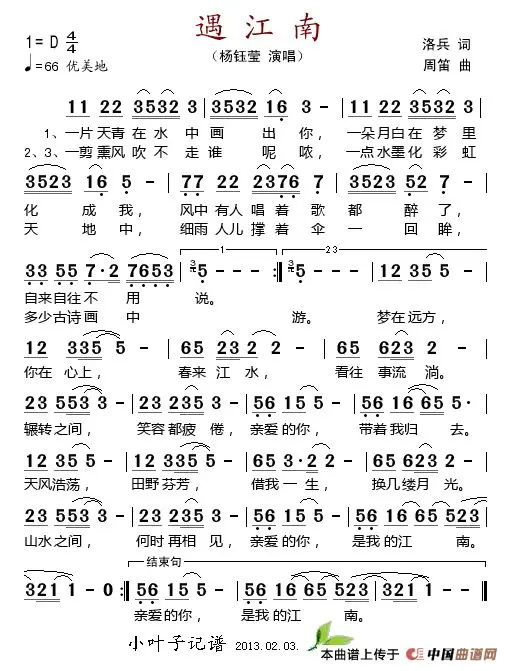 遇江南
1=D 4/4
♩=66 优美地
（杨钰莹 演唱）
洛兵 词
周笛 曲
11 22 3532 3 | 3532 16 3 - | 11 22 3532 3 |
1、一片天青在水中画出你，一朵月白在梦里
2、3、一剪熏风吹不走谁呢哝，一点水墨化彩虹
3523 16 5 - | 77 22 2376 1 | 3523 16 5 - |
化成我，风中有人唱着歌都醉了，
天地中，细雨人儿撑着伞一回眸，
33 55 7·2 7653 | 5 - - - :| 5 - - - | 12 35 5 - |
自来自往不用说。
多少古诗画中游。梦在远方，
12 335 5 - | 65 23 2 - | 65 623 2 - |
你在心上，春来江水，看往事流淌。
23 553 3 - | 23 523 3 - | 56 15 5 - | 56 16 65 5· |
辗转之间，笑容都疲倦，亲爱的你，带着我归去。
12 35 5 - | 12 335 5 - | 65 3·2 2 - | 65 623 2 - |
天风浩荡，田野芬芳，借我一生，换几缕月光。
23 553 3 - | 23 523 3 - | 56 15 5 - | 56 16 65 523 |
山水之间，何时再相见，亲爱的你，是我的江南。
结束句
321 1 - 0 :| 56 15 5 - | 56 16 65 523 | 321 1 - - ‖
亲爱的你，是我的江南。
小叶子记谱 2013.02.03.
本曲谱上传于 中国曲谱网